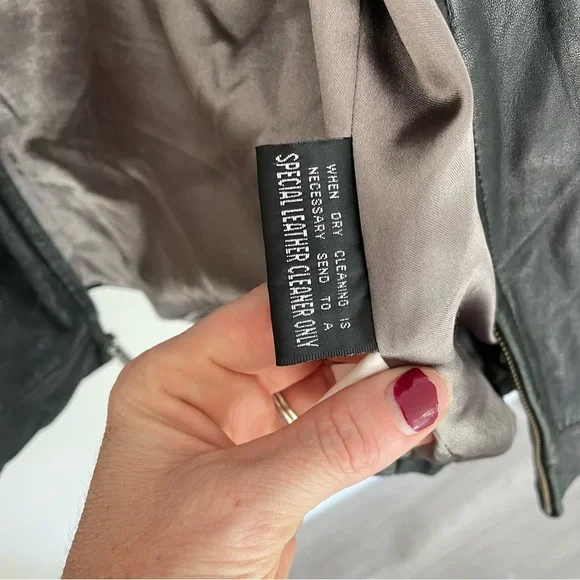 WHEN DRY CLEANING IS
NECESSARY SEND TO A
SPECIAL LEATHER CLEANER ONLY